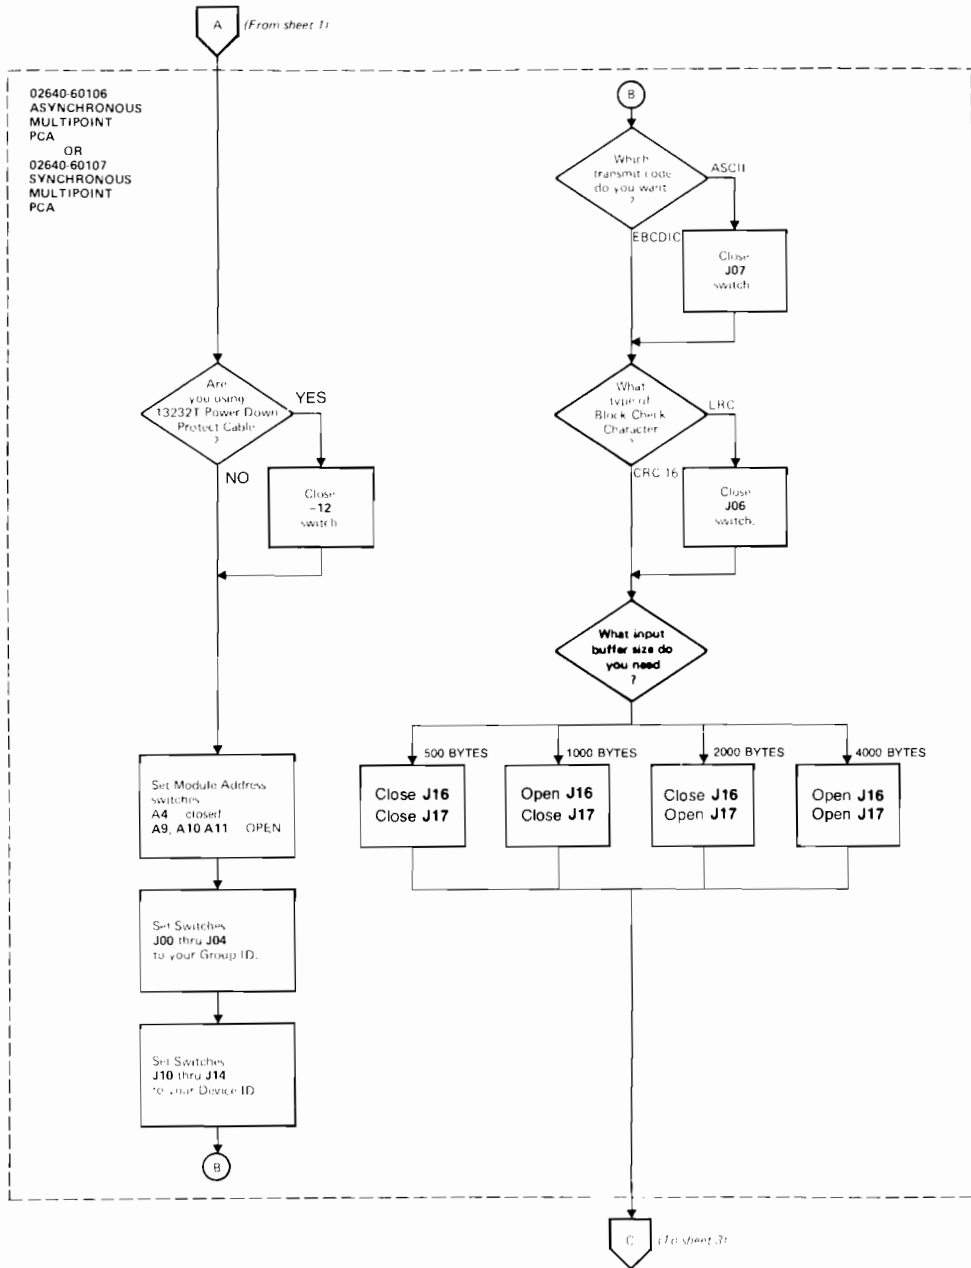 A (From sheet 1)
02640-60106
ASYNCHRONOUS
MULTIPOINT
PCA
OR
02640-60107
SYNCHRONOUS
MULTIPOINT
PCA
Are
you using
13232T Power Down
Protect Cable
?
YES
NO
Close
-12
switch
Set Module Address
switches
A4 closed
A9, A10 A11 OPEN
Set Switches
J00 thru J04
to your Group ID.
Set Switches
J10 thru J14
to your Device ID
B
B
Which
transmit code
do you want
?
ASCII
EBCDIC
Close
J07
switch
What
type of
Block Check
Character
?
LRC
CRC 16
Close
J06
switch.
What input
buffer size do
you need
?
500 BYTES
1000 BYTES
2000 BYTES
4000 BYTES
Close J16
Close J17
Open J16
Close J17
Close J16
Open J17
Open J16
Open J17
C (To sheet 3)